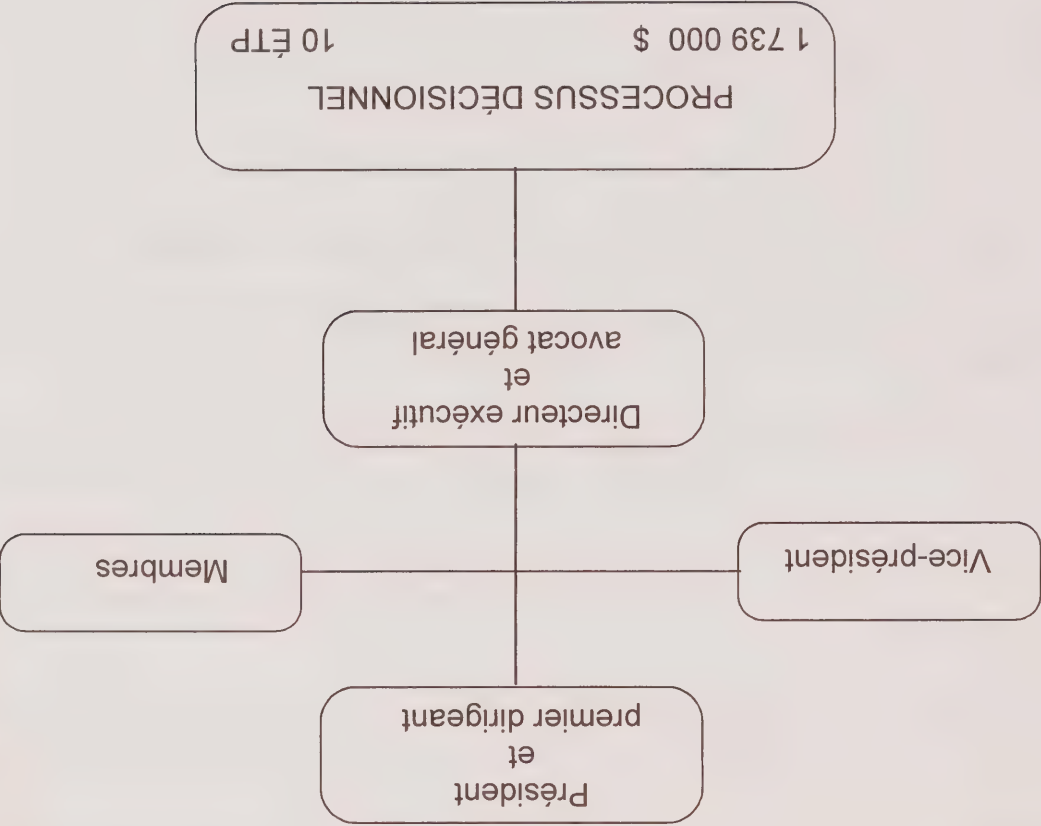 Président
et
premier dirigeant
Vice-président
Membres
Directeur exécutif
et
avocat général
PROCESSUS DÉCISIONNEL
1 739 000 $ 10 ÉTP